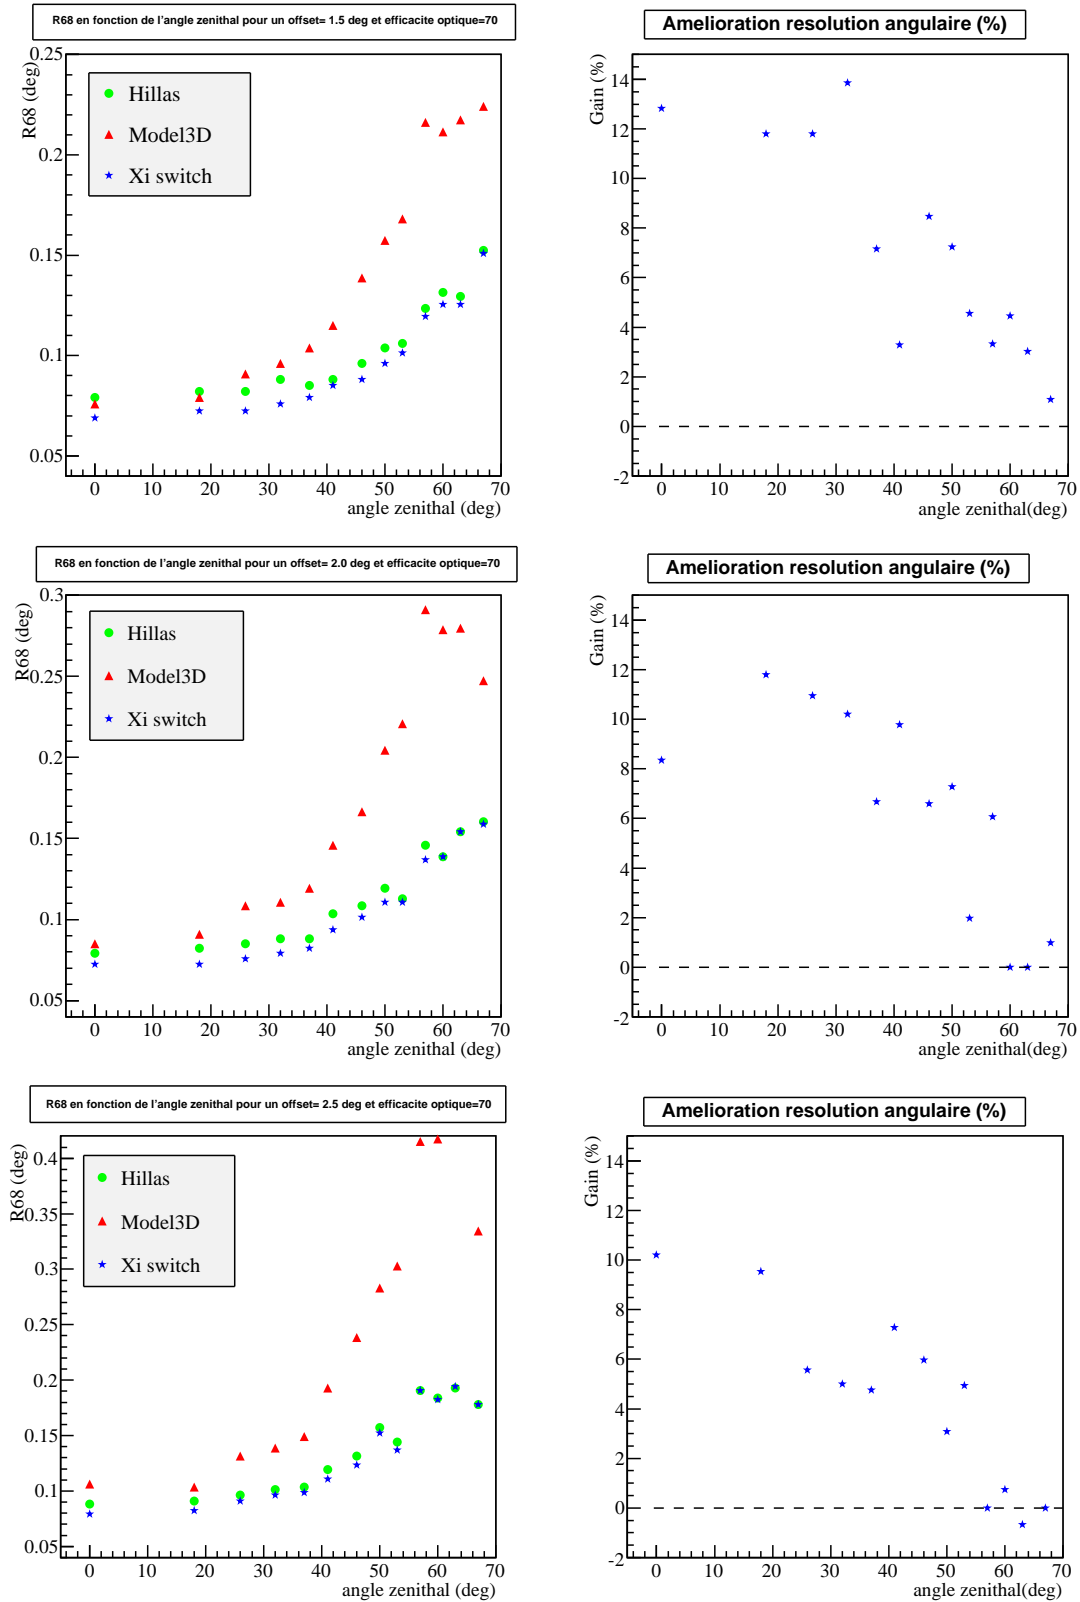 R68 en fonction de l'angle zenithal pour un offset= 1.5 deg et efficacite optique=70
R68 (deg)
0.25
0.2
0.15
0.1
0.05
Hillas
Model3D
Xi switch
0 10 20 30 40 50 60 70
angle zenithal (deg)
Amelioration resolution angulaire (%)
Gain (%)
14
12
10
8
6
4
2
0
-2
0 10 20 30 40 50 60 70
angle zenithal(deg)
R68 en fonction de l'angle zenithal pour un offset= 2.0 deg et efficacite optique=70
R68 (deg)
0.3
0.25
0.2
0.15
0.1
0.05
Hillas
Model3D
Xi switch
0 10 20 30 40 50 60 70
angle zenithal (deg)
Amelioration resolution angulaire (%)
Gain (%)
14
12
10
8
6
4
2
0
-2
0 10 20 30 40 50 60 70
angle zenithal(deg)
R68 en fonction de l'angle zenithal pour un offset= 2.5 deg et efficacite optique=70
R68 (deg)
0.4
0.35
0.3
0.25
0.2
0.15
0.1
0.05
Hillas
Model3D
Xi switch
0 10 20 30 40 50 60 70
angle zenithal (deg)
Amelioration resolution angulaire (%)
Gain (%)
14
12
10
8
6
4
2
0
-2
0 10 20 30 40 50 60 70
angle zenithal(deg)